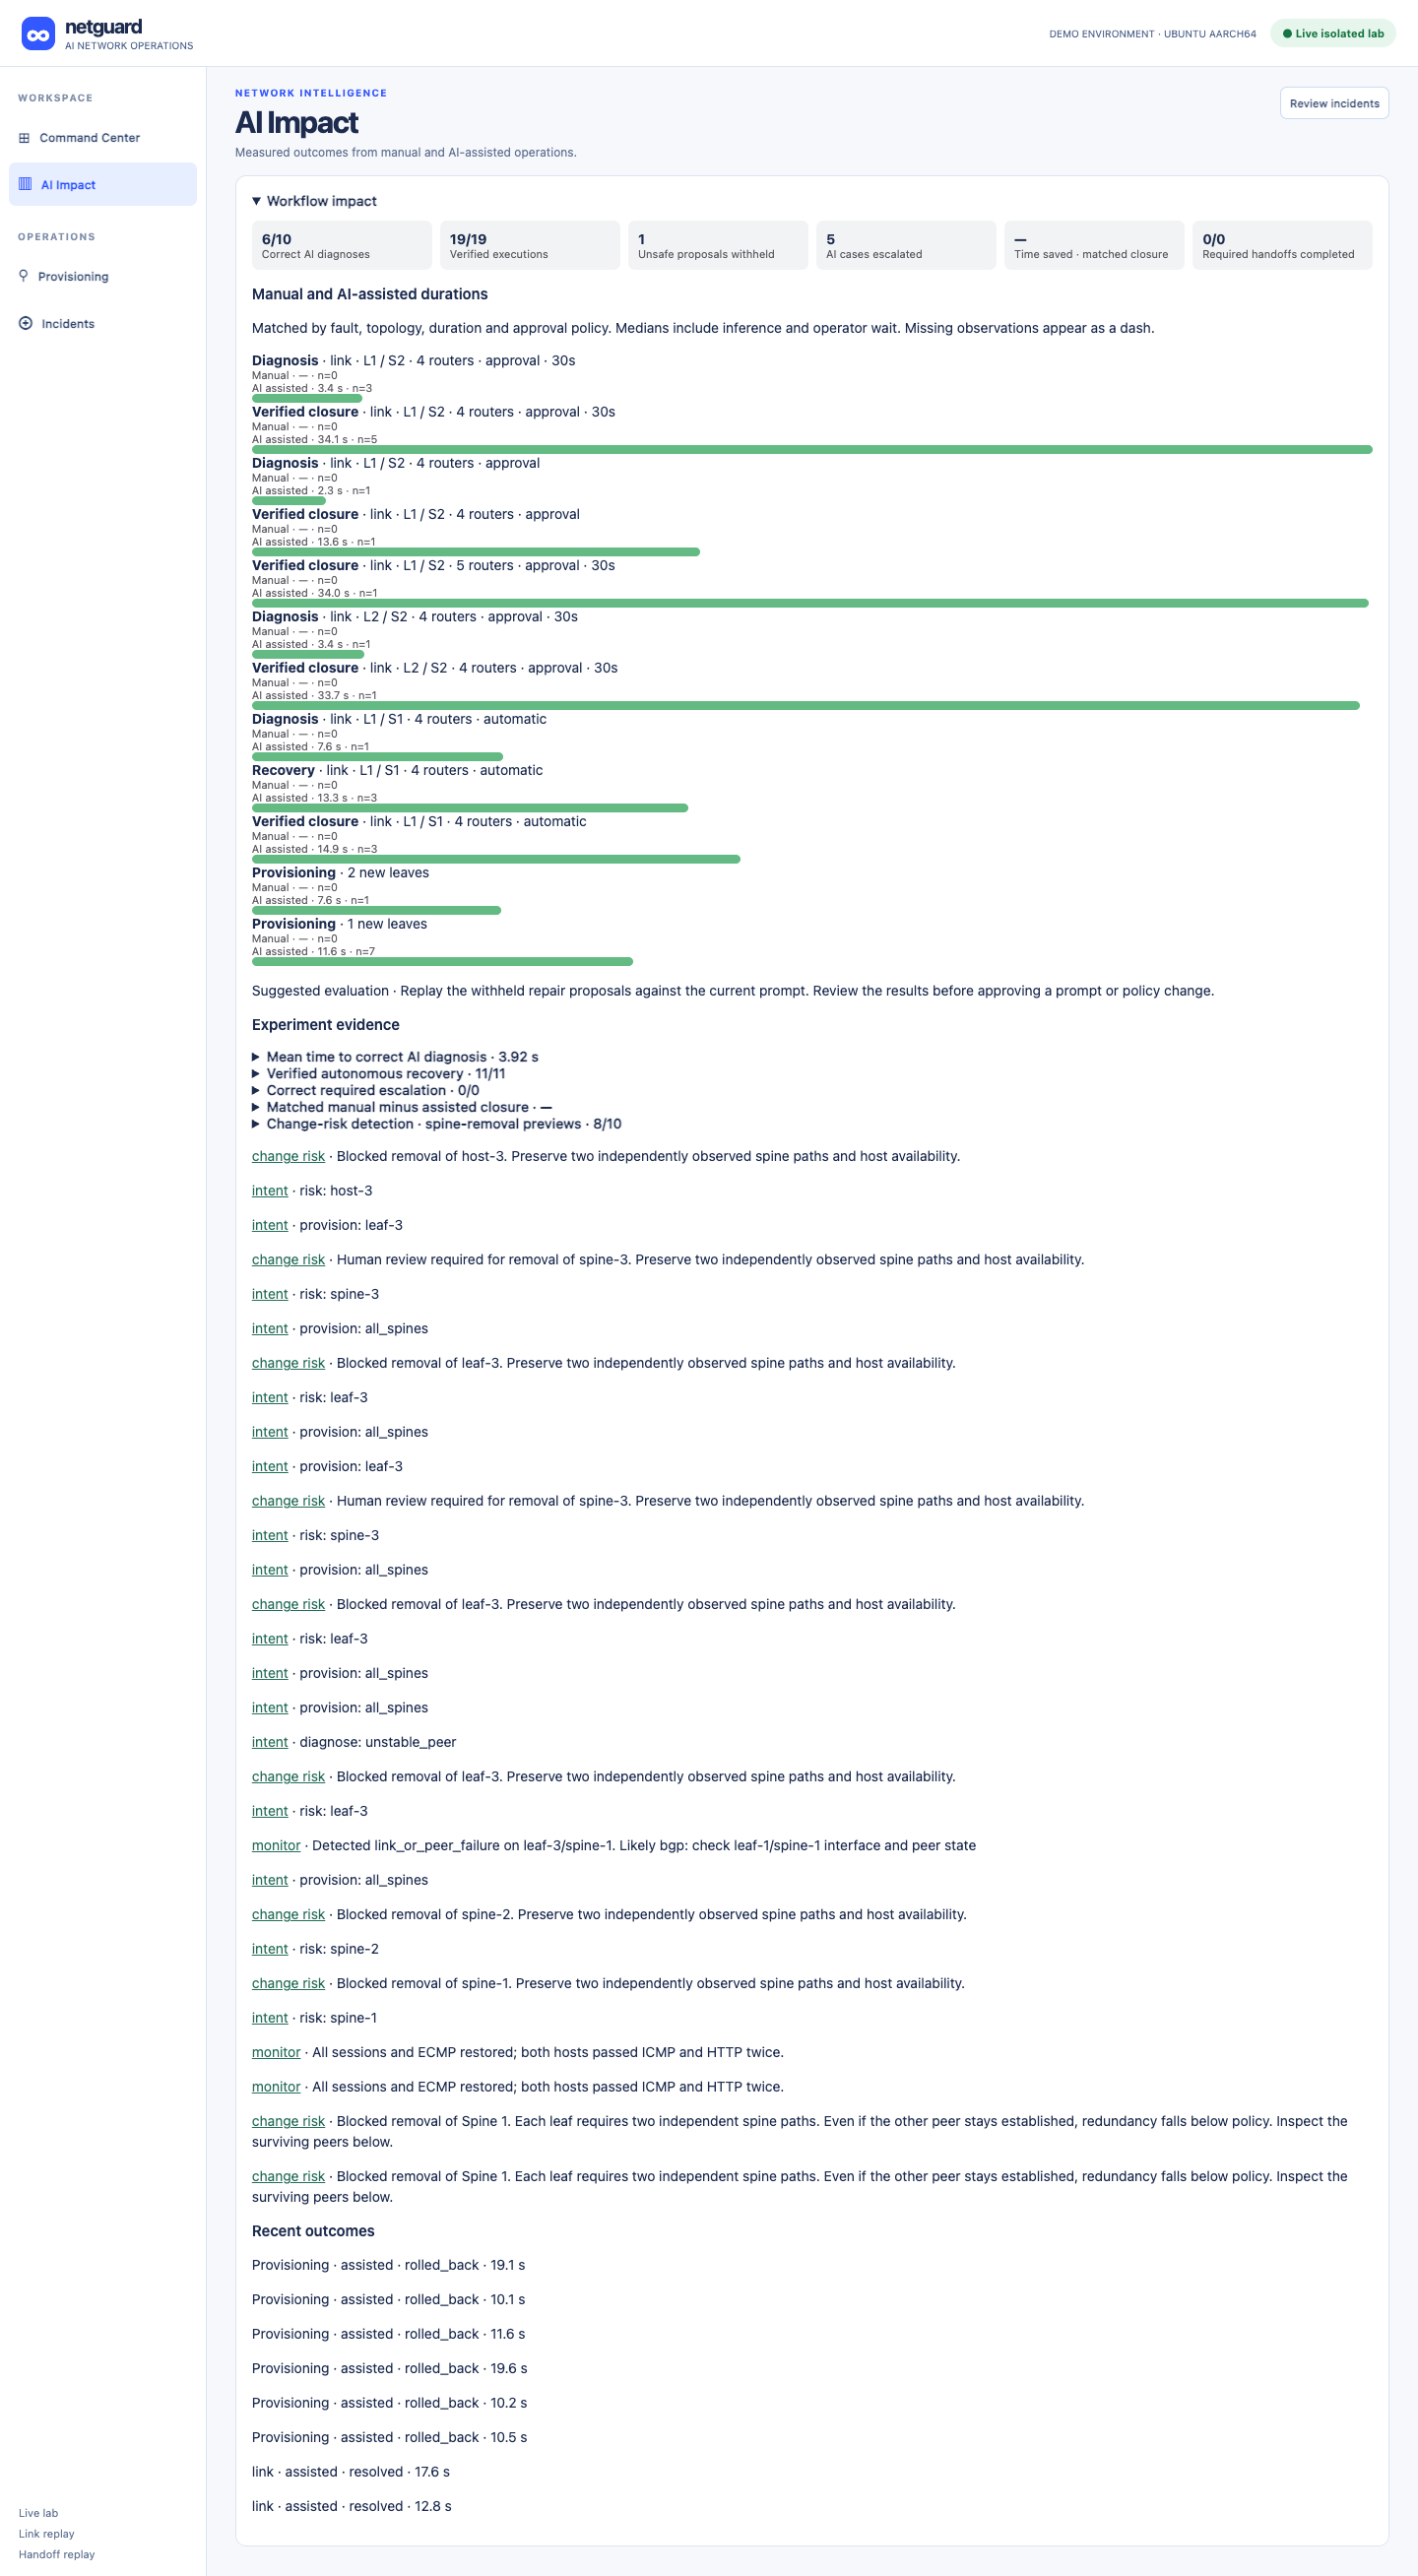 netguard
AI NETWORK OPERATIONS
DEMO ENVIRONMENT · UBUNTU AARCH64
Live isolated lab
WORKSPACE
Command Center
AI Impact
OPERATIONS
Provisioning
Incidents
Live lab
Link replay
Handoff replay
NETWORK INTELLIGENCE
AI Impact
Measured outcomes from manual and AI-assisted operations.
Review incidents
▼ Workflow impact
6/10
Correct AI diagnoses
19/19
Verified executions
1
Unsafe proposals withheld
5
AI cases escalated
—
Time saved · matched closure
0/0
Required handoffs completed
Manual and AI-assisted durations
Matched by fault, topology, duration and approval policy. Medians include inference and operator wait. Missing observations appear as a dash.
Diagnosis · link · L1 / S2 · 4 routers · approval · 30s
Manual · — · n=0
AI assisted · 3.4 s · n=3
Verified closure · link · L1 / S2 · 4 routers · approval · 30s
Manual · — · n=0
AI assisted · 34.1 s · n=5
Diagnosis · link · L1 / S2 · 4 routers · approval
Manual · — · n=0
AI assisted · 2.3 s · n=1
Verified closure · link · L1 / S2 · 4 routers · approval
Manual · — · n=0
AI assisted · 13.6 s · n=1
Verified closure · link · L1 / S2 · 5 routers · approval · 30s
Manual · — · n=0
AI assisted · 34.0 s · n=1
Diagnosis · link · L2 / S2 · 4 routers · approval · 30s
Manual · — · n=0
AI assisted · 3.4 s · n=1
Verified closure · link · L2 / S2 · 4 routers · approval · 30s
Manual · — · n=0
AI assisted · 33.7 s · n=1
Diagnosis · link · L1 / S1 · 4 routers · automatic
Manual · — · n=0
AI assisted · 7.6 s · n=1
Recovery · link · L1 / S1 · 4 routers · automatic
Manual · — · n=0
AI assisted · 13.3 s · n=3
Verified closure · link · L1 / S1 · 4 routers · automatic
Manual · — · n=0
AI assisted · 14.9 s · n=3
Provisioning · 2 new leaves
Manual · — · n=0
AI assisted · 7.6 s · n=1
Provisioning · 1 new leaves
Manual · — · n=0
AI assisted · 11.6 s · n=7
Suggested evaluation · Replay the withheld repair proposals against the current prompt. Review the results before approving a prompt or policy change.
Experiment evidence
▶ Mean time to correct AI diagnosis · 3.92 s
▶ Verified autonomous recovery · 11/11
▶ Correct required escalation · 0/0
▶ Matched manual minus assisted closure · —
▶ Change-risk detection · spine-removal previews · 8/10
change risk · Blocked removal of host-3. Preserve two independently observed spine paths and host availability.
intent · risk: host-3
intent · provision: leaf-3
change risk · Human review required for removal of spine-3. Preserve two independently observed spine paths and host availability.
intent · risk: spine-3
intent · provision: all_spines
change risk · Blocked removal of leaf-3. Preserve two independently observed spine paths and host availability.
intent · risk: leaf-3
intent · provision: all_spines
intent · provision: leaf-3
change risk · Human review required for removal of spine-3. Preserve two independently observed spine paths and host availability.
intent · risk: spine-3
intent · provision: all_spines
change risk · Blocked removal of leaf-3. Preserve two independently observed spine paths and host availability.
intent · risk: leaf-3
intent · provision: all_spines
intent · provision: all_spines
intent · diagnose: unstable_peer
change risk · Blocked removal of leaf-3. Preserve two independently observed spine paths and host availability.
intent · risk: leaf-3
monitor · Detected link_or_peer_failure on leaf-3/spine-1. Likely bgp: check leaf-1/spine-1 interface and peer state
intent · provision: all_spines
change risk · Blocked removal of spine-2. Preserve two independently observed spine paths and host availability.
intent · risk: spine-2
change risk · Blocked removal of spine-1. Preserve two independently observed spine paths and host availability.
intent · risk: spine-1
monitor · All sessions and ECMP restored; both hosts passed ICMP and HTTP twice.
monitor · All sessions and ECMP restored; both hosts passed ICMP and HTTP twice.
change risk · Blocked removal of Spine 1. Each leaf requires two independent spine paths. Even if the other peer stays established, redundancy falls below policy. Inspect the
surviving peers below.
change risk · Blocked removal of Spine 1. Each leaf requires two independent spine paths. Even if the other peer stays established, redundancy falls below policy. Inspect the
surviving peers below.
Recent outcomes
Provisioning · assisted · rolled_back · 19.1 s
Provisioning · assisted · rolled_back · 10.1 s
Provisioning · assisted · rolled_back · 11.6 s
Provisioning · assisted · rolled_back · 19.6 s
Provisioning · assisted · rolled_back · 10.2 s
Provisioning · assisted · rolled_back · 10.5 s
link · assisted · resolved · 17.6 s
link · assisted · resolved · 12.8 s